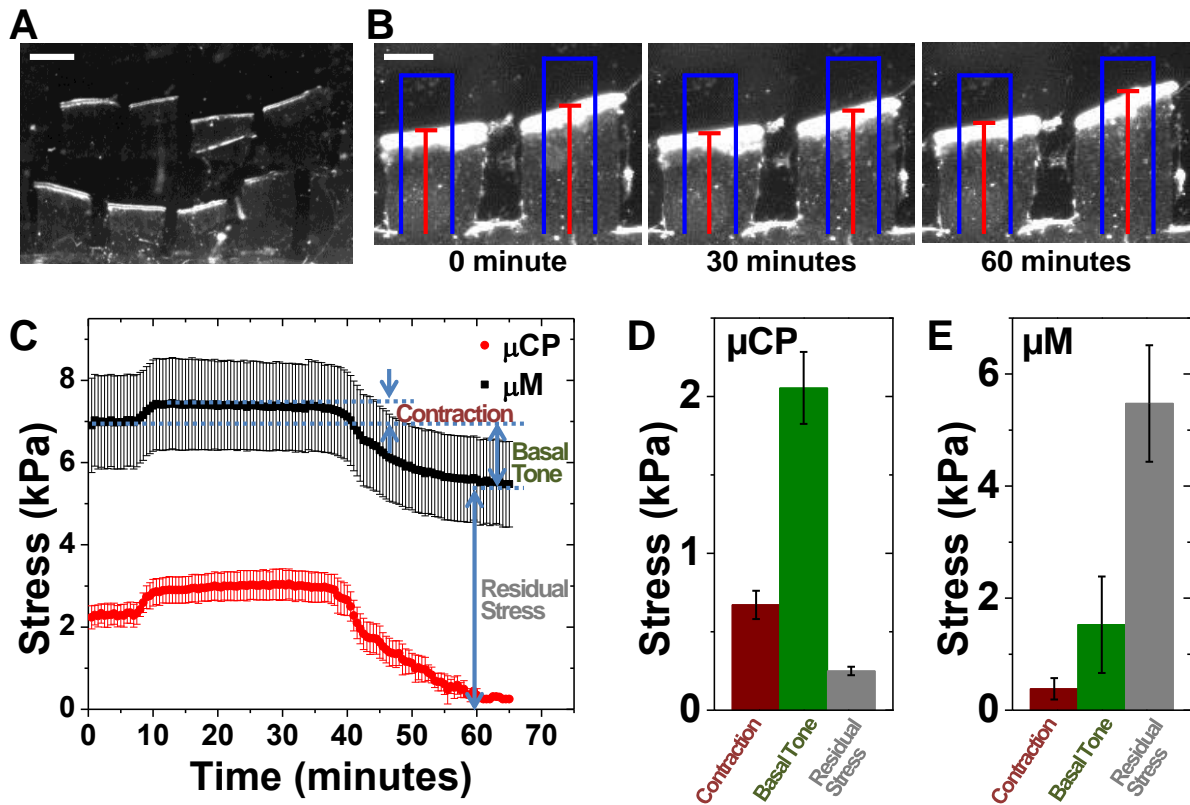 A
B
0 minute
30 minutes
60 minutes
C
μCP
μM
Contraction
Basal
Tone
Residual
Stress
Stress (kPa)
8
6
4
2
0
0 10 20 30 40 50 60 70
Time (minutes)
D
μCP
Stress (kPa)
2
1
0
Contraction
Basal Tone
Residual
Stress
E
μM
Stress (kPa)
6
4
2
0
Contraction
Basal Tone
Residual
Stress